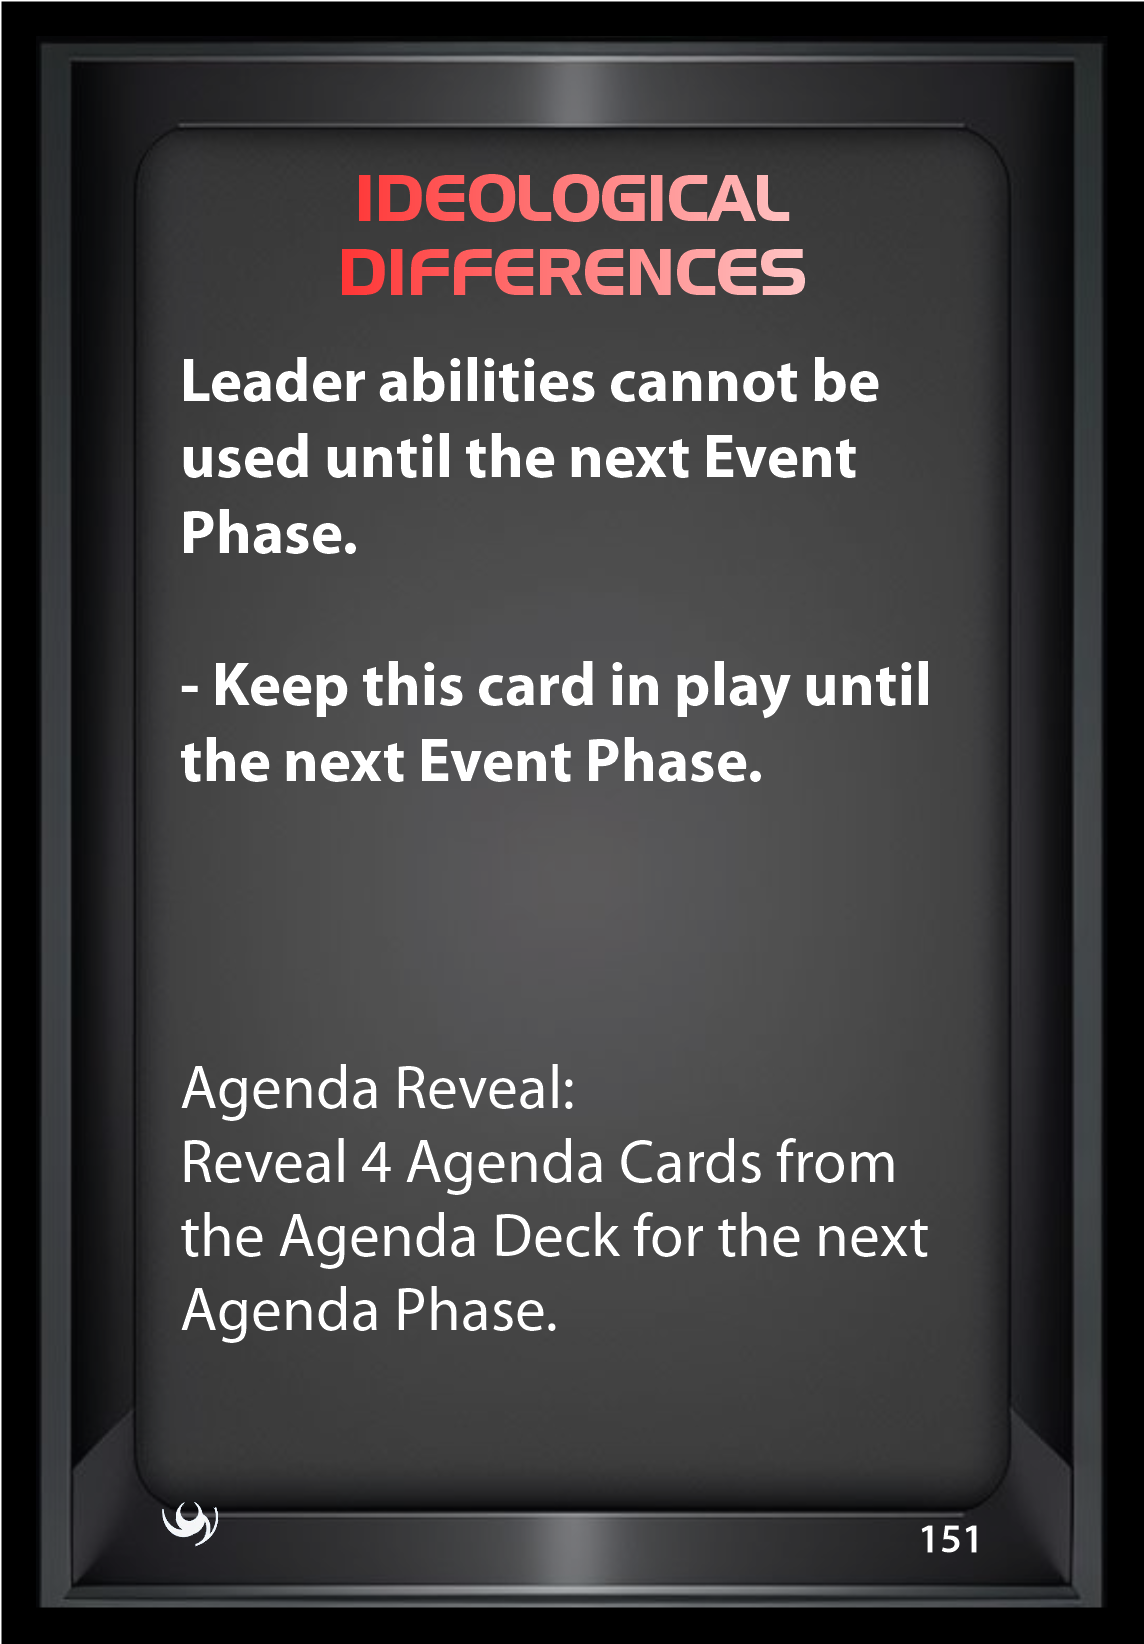 IDEOLOGICAL
DIFFERENCES
Leader abilities cannot be
used until the next Event
Phase.
- Keep this card in play until
the next Event Phase.
Agenda Reveal:
Reveal 4 Agenda Cards from
the Agenda Deck for the next
Agenda Phase.
151